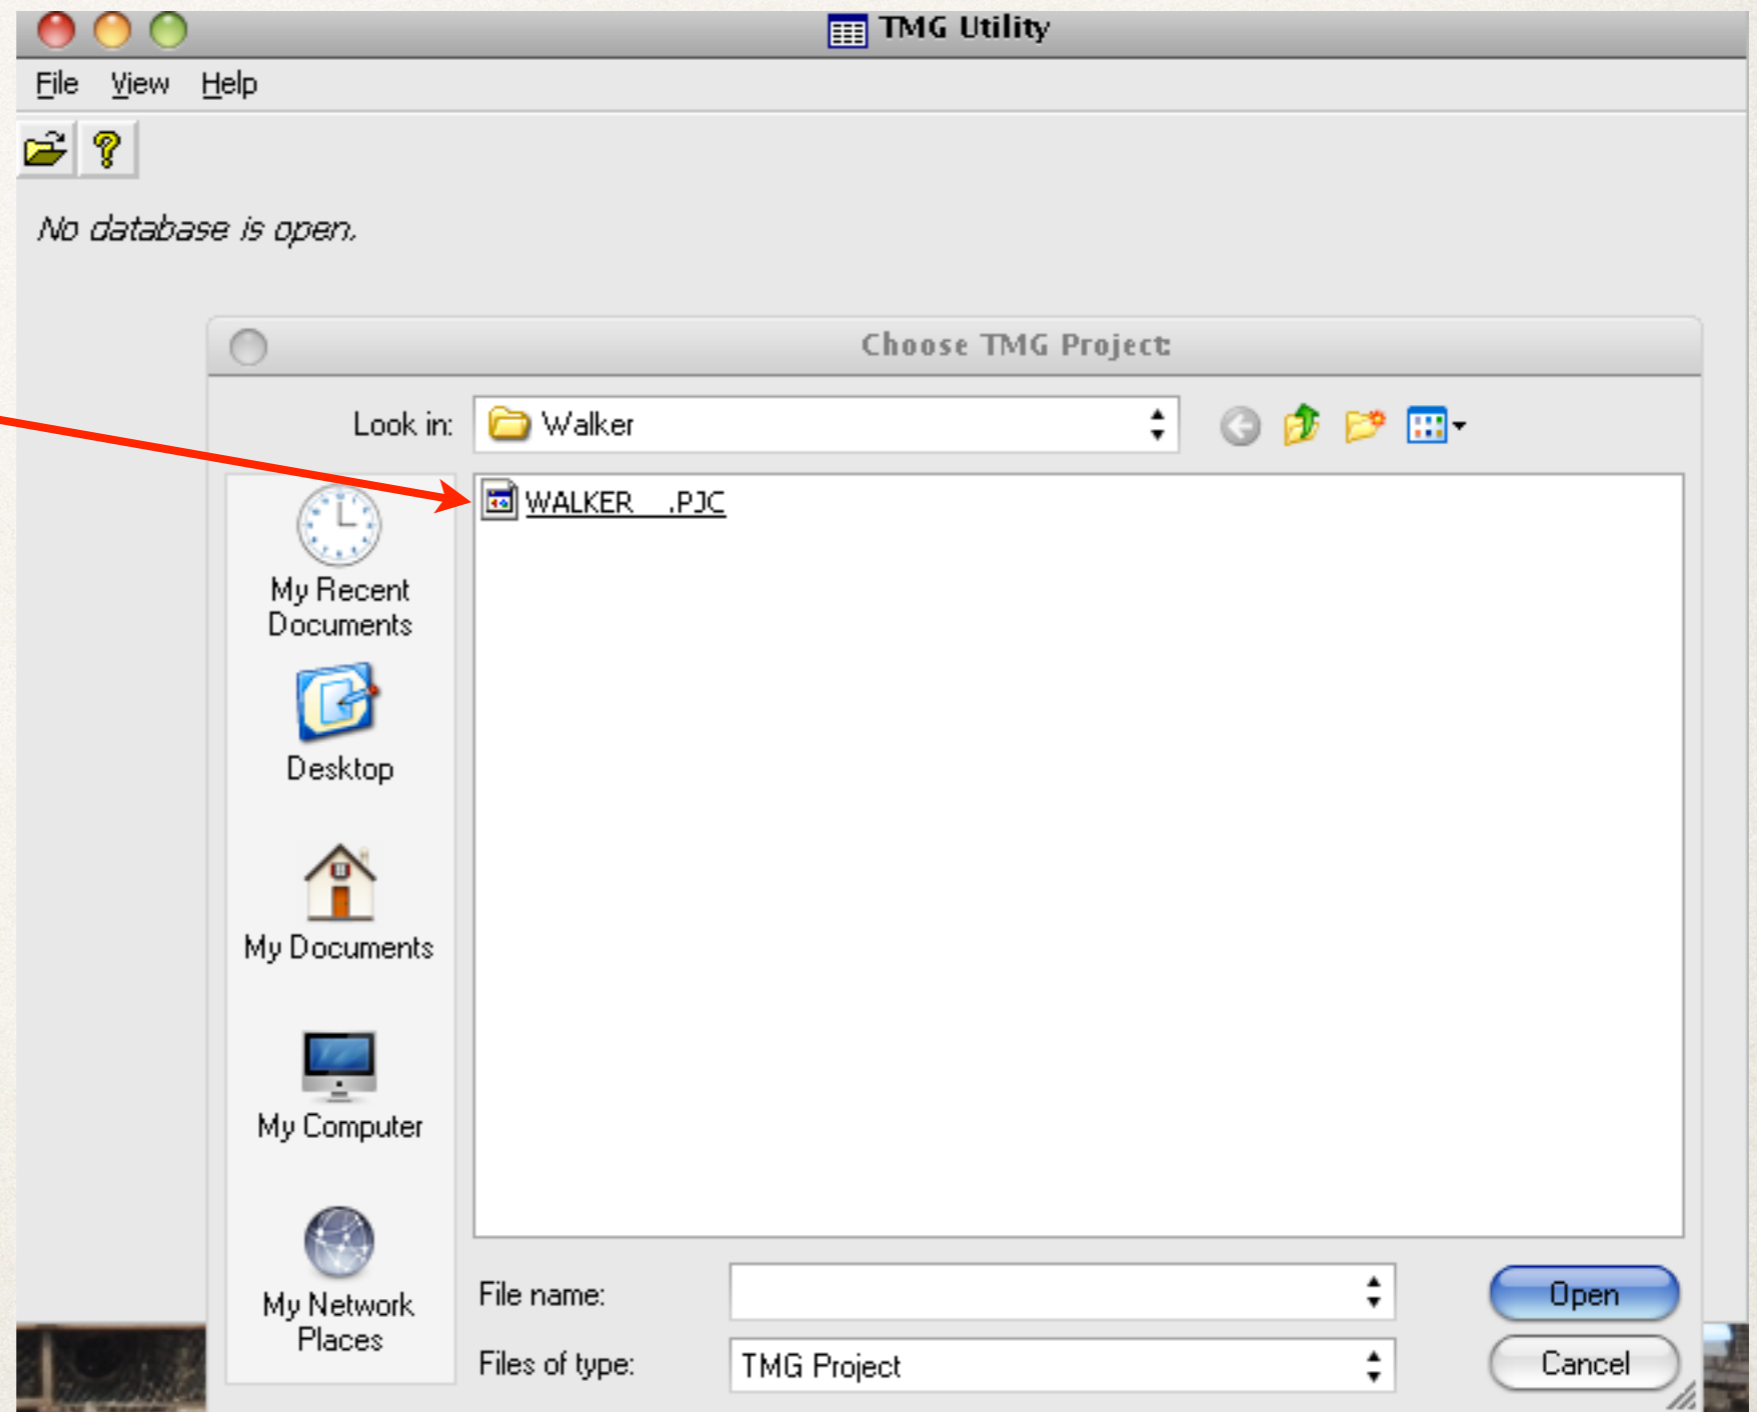 TMG Utility
File View Help
No database is open.
Choose TMG Project:
Look in: Walker
WALKER__.PJC
My Recent
Documents
Desktop
My Documents
My Computer
My Network
Places
File name:
Open
Files of type: TMG Project
Cancel